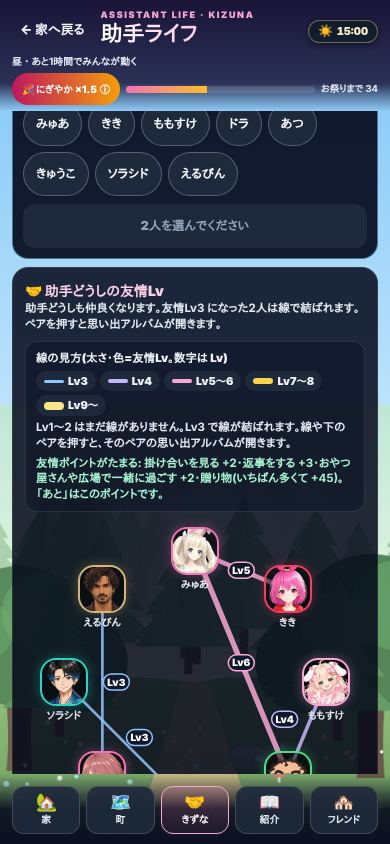 ← 家へ戻る
ASSISTANT LIFE · KIZUNA
助手ライフ
☀️ 15:00
昼・あと1時間でみんなが動く
🎉 にぎやか ×1.5 ⓘ
お祭りまで 34
みゅあ
きき
ももすけ
ドラ
あつ
きゅうこ
ソラシド
えるびん
2人を選んでください
🤝 助手どうしの友情Lv
助手どうしも仲良くなります。友情Lv3 になった2人は線で結ばれます。
ペアを押すと思い出アルバムが開きます。
線の見方(太さ・色=友情Lv。数字は Lv)
Lv3
Lv4
Lv5〜6
Lv7〜8
Lv9〜
Lv1〜2 はまだ線がありません。Lv3 で線が結ばれます。線や下の
ペアを押すと、そのペアの思い出アルバムが開きます。
友情ポイントがたまる: 掛け合いを見る +2・返事をする +3・おやつ
屋さんや広場で一緒に過ごす +2・贈り物(いちばん多くて +45)。
「あと」はこのポイントです。
みゅあ
Lv5
きき
えるびん
Lv6
ソラシド
Lv3
ももすけ
Lv4
Lv3
家
町
きずな
紹介
フレンド